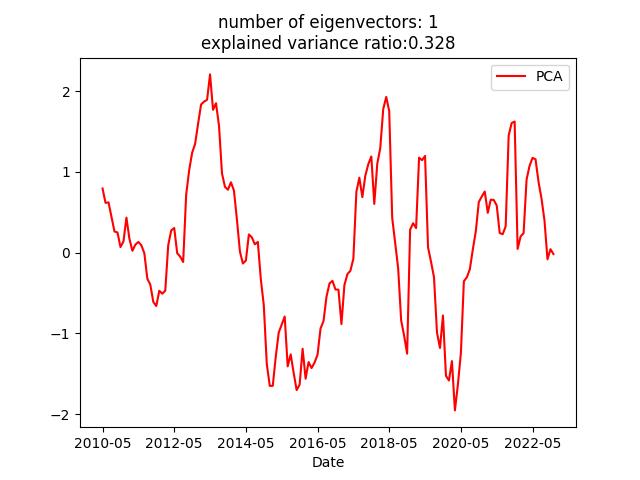 number of eigenvectors: 1
explained variance ratio:0.328
PCA
2
1
0
−1
−2
2010-05 2012-05 2014-05 2016-05 2018-05 2020-05 2022-05
Date